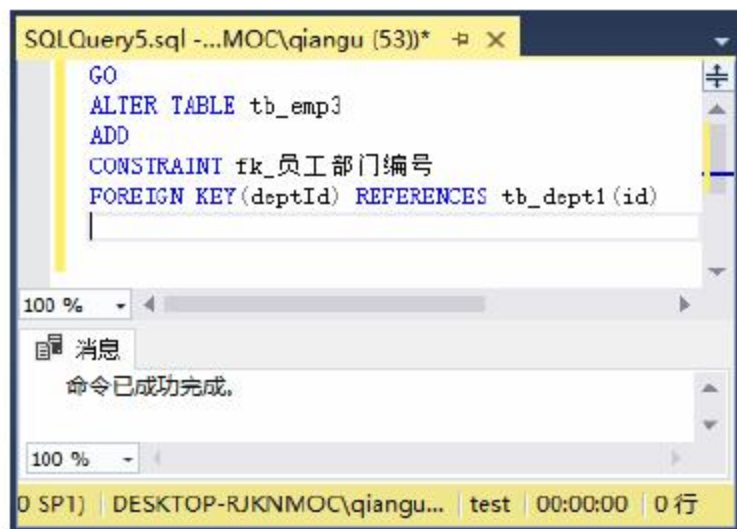 SQLQuery5.sql -...MOC\qiangu (53))*
GO
ALTER TABLE tb_emp3
ADD
CONSTRAINT fk_员工部门编号
FOREIGN KEY(deptId) REFERENCES tb_dept1(id)
100 %
消息
命令已成功完成。
100 %
0 SP1) DESKTOP-RJKNMOC\qiangu... test 00:00:00 0 行